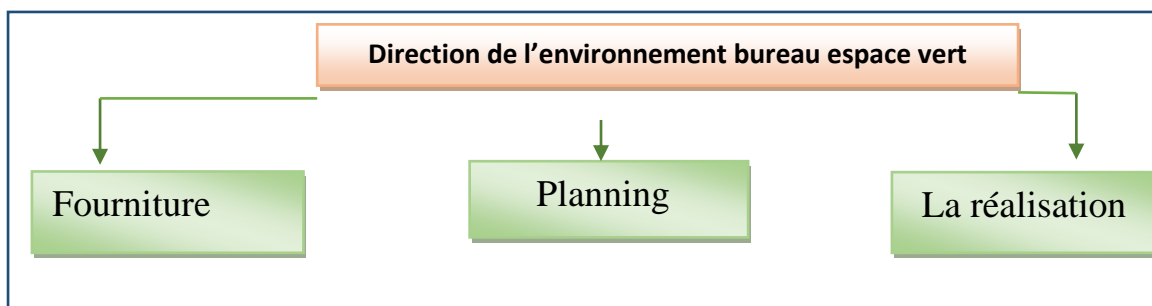 Direction de l’environnement bureau espace vert
Fourniture
Planning
La réalisation